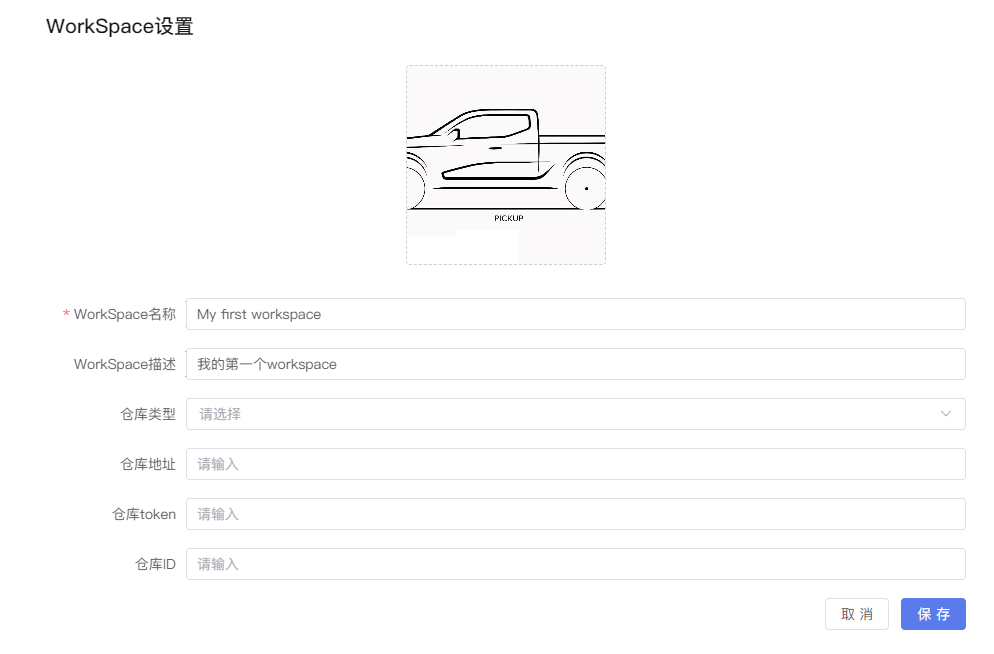 WorkSpace设置
PICKUP
* WorkSpace名称 My first workspace
WorkSpace描述 我的第一个workspace
仓库类型 请选择
仓库地址 请输入
仓库token 请输入
仓库ID 请输入
取 消 保 存